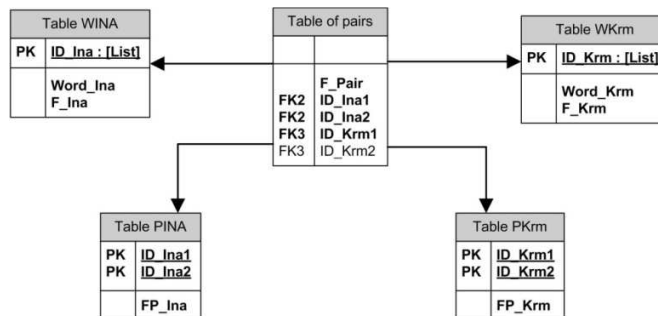 Table WINA
PK ID_Ina : [List]
Word_Ina
F_Ina
Table of pairs
F_Pair
FK2 ID_Ina1
FK2 ID_Ina2
FK3 ID_Krm1
FK3 ID_Krm2
Table WKrm
PK ID_Krm : [List]
Word_Krm
F_Krm
Table PINA
PK ID_Ina1
PK ID_Ina2
FP_Ina
Table PKrm
PK ID_Krm1
PK ID_Krm2
FP_Krm